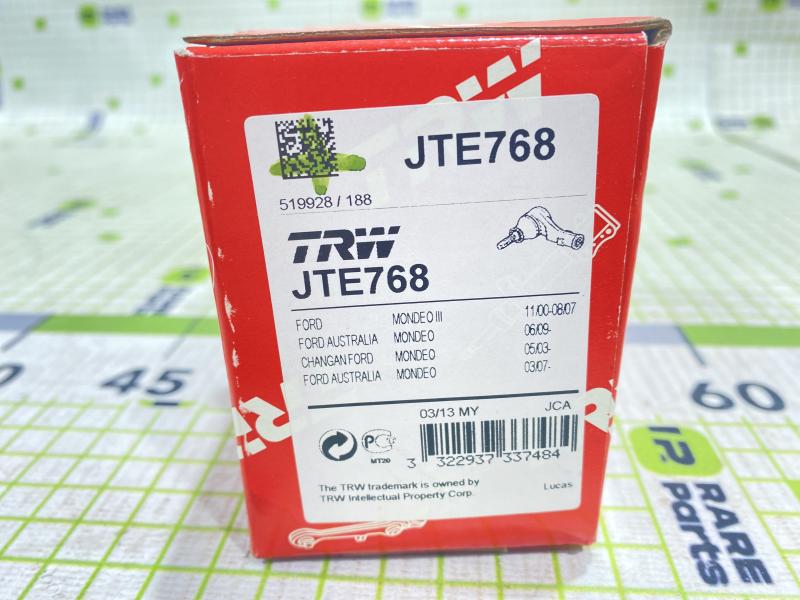 JTE768
519928 / 188
TRW
JTE768
FORD MONDEO III 11/00-08/07
FORD AUSTRALIA MONDEO 06/09-
CHANGAN FORD MONDEO 05/03-
FORD AUSTRALIA MONDEO 03/07-
03/13 MY JCA
PC
MT20
3 322937 337484
The TRW trademark is owned by
TRW Intellectual Property Corp.
Lucas
45
60
RARE
Parts